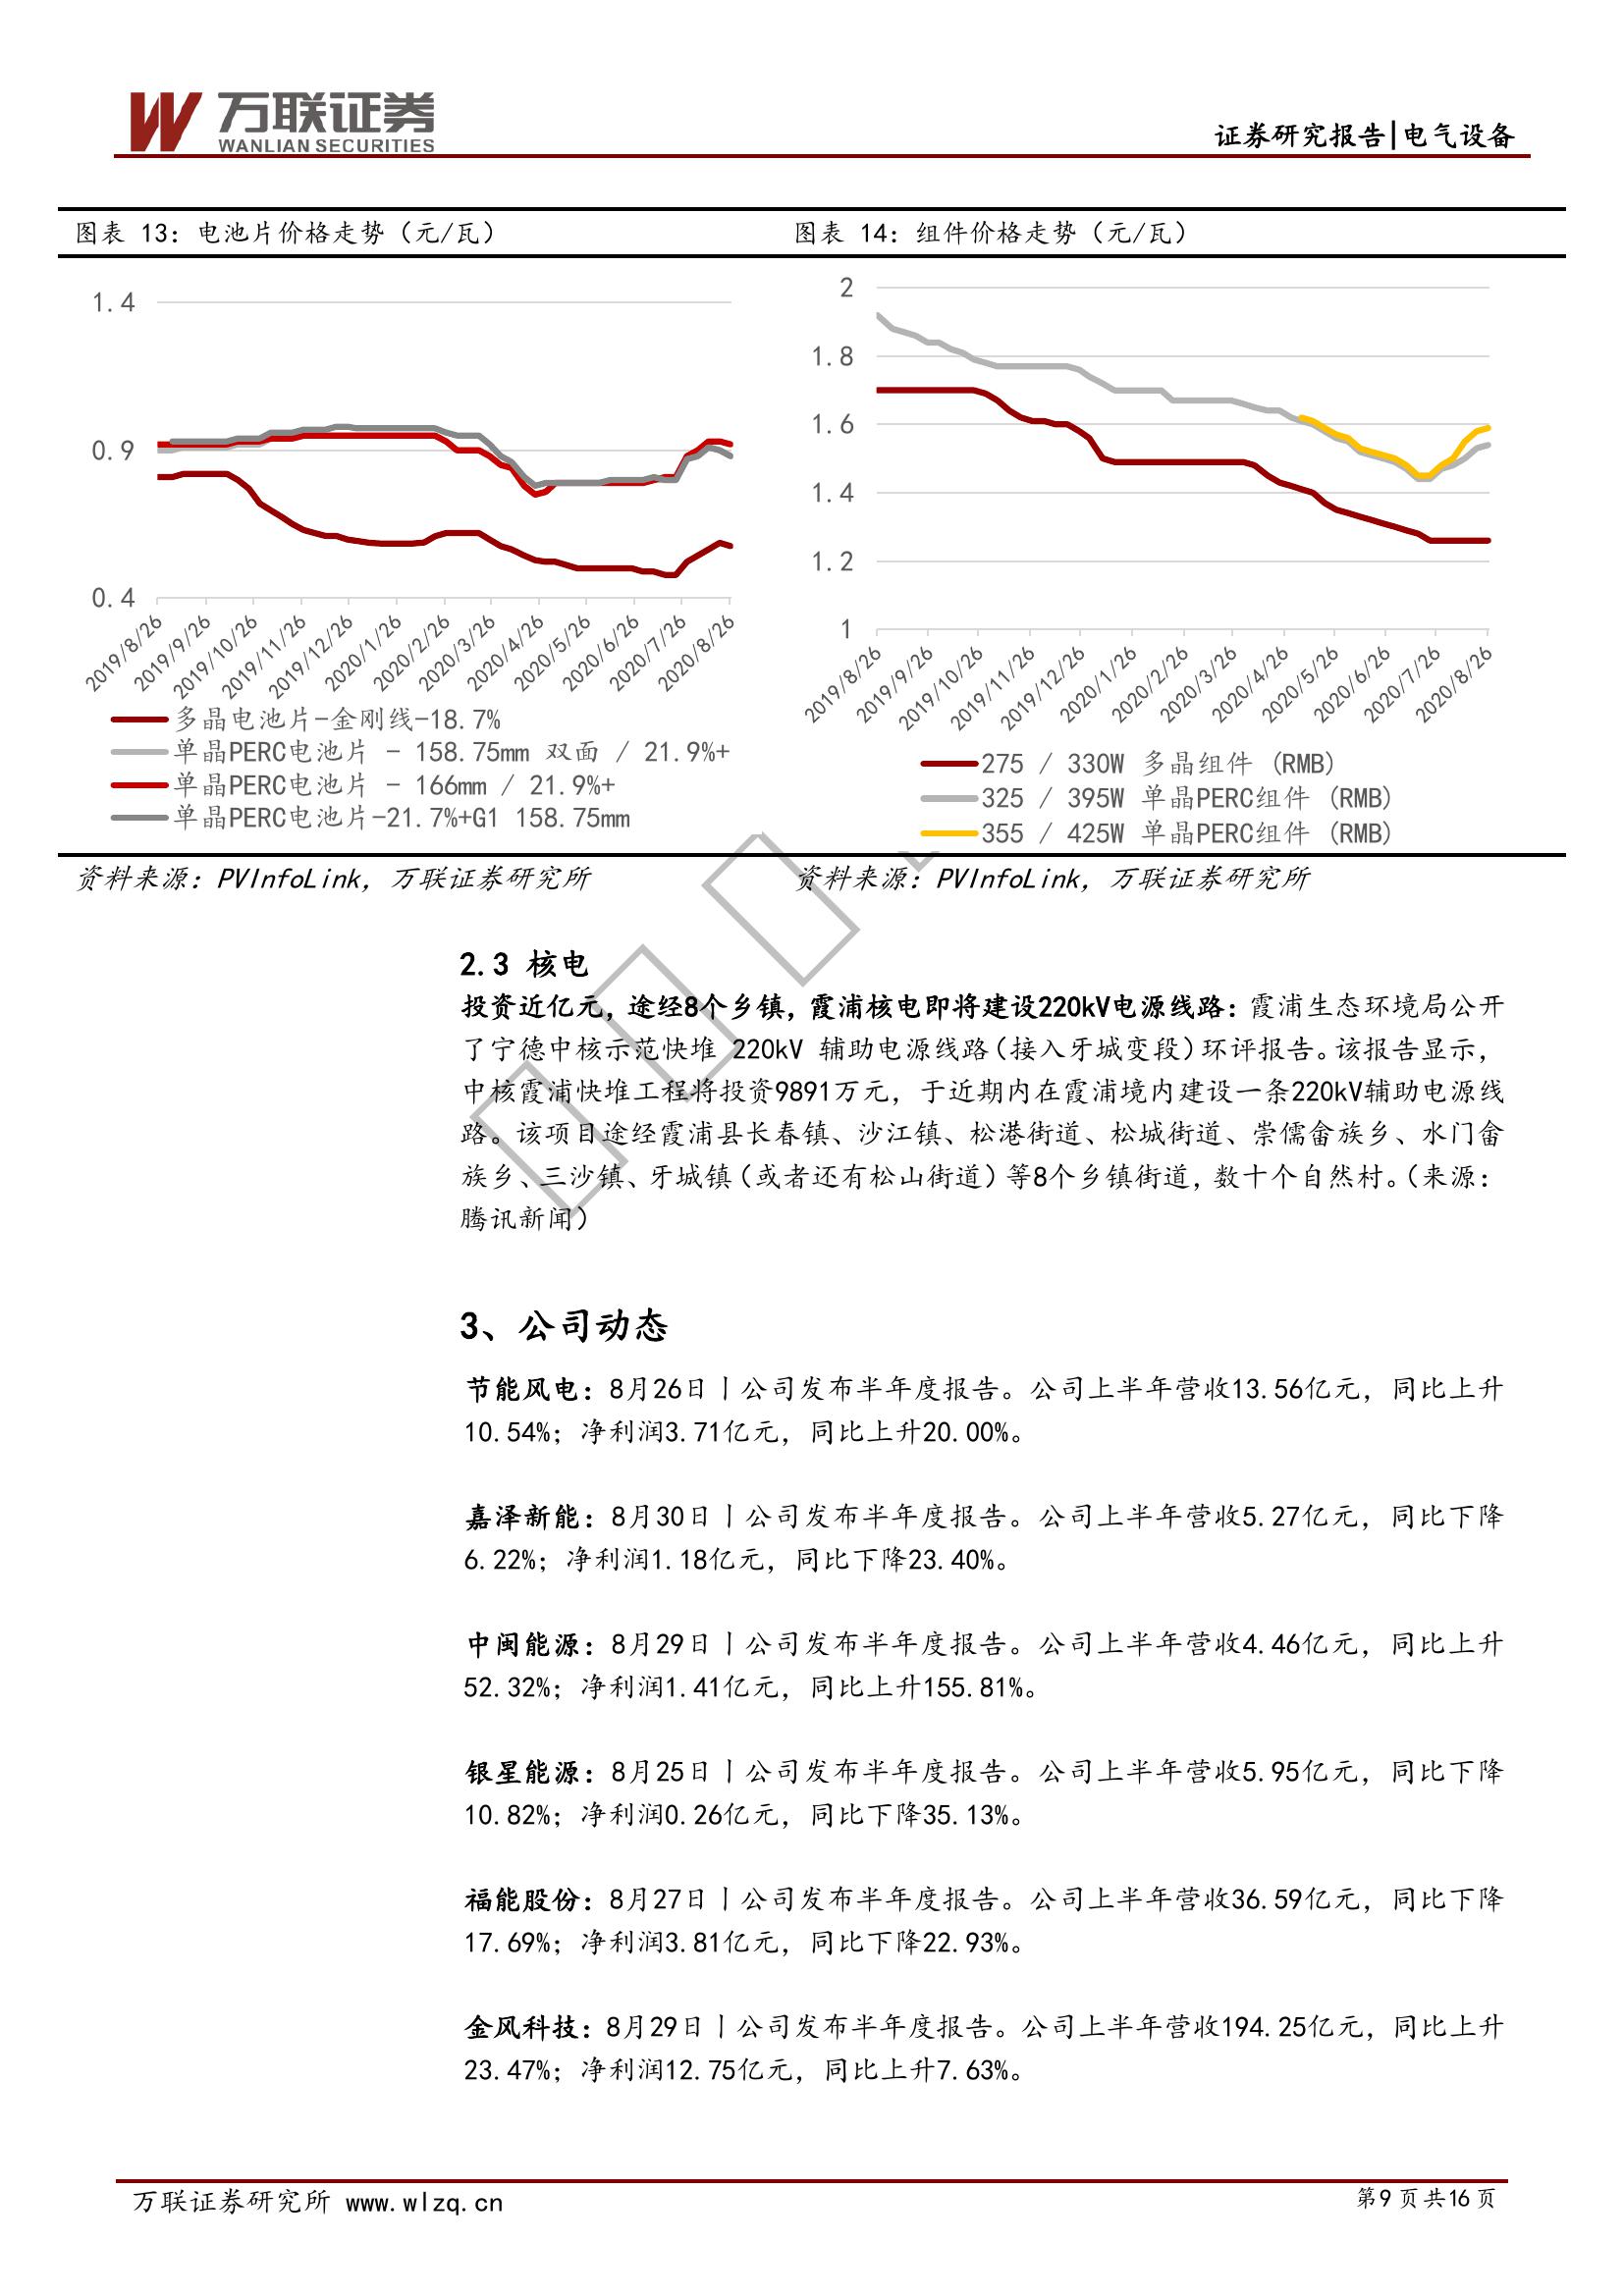 万联证券
WANLIAN SECURITIES
证券研究报告|电气设备
图表 13：电池片价格走势（元/瓦）
1.4
0.9
0.4
2019/8/26
2019/9/26
2019/10/26
2019/11/26
2019/12/26
2020/1/26
2020/2/26
2020/3/26
2020/4/26
2020/5/26
2020/6/26
2020/7/26
2020/8/26
多晶电池片-金刚线-18.7%
单晶PERC电池片 - 158.75mm 双面 / 21.9%+
单晶PERC电池片 - 166mm / 21.9%+
单晶PERC电池片-21.7%+G1 158.75mm
资料来源：PVInfoLink，万联证券研究所
图表 14：组件价格走势（元/瓦）
2
1.8
1.6
1.4
1.2
1
2019/8/26
2019/9/26
2019/10/26
2019/11/26
2019/12/26
2020/1/26
2020/2/26
2020/3/26
2020/4/26
2020/5/26
2020/6/26
2020/7/26
2020/8/26
275 / 330W 多晶组件 (RMB)
325 / 395W 单晶PERC组件 (RMB)
355 / 425W 单晶PERC组件 (RMB)
资料来源：PVInfoLink，万联证券研究所
2.3 核电
投资近亿元，途经8个乡镇，霞浦核电即将建设220kV电源线路：霞浦生态环境局公开
了宁德中核示范快堆 220kV 辅助电源线路（接入牙城变段）环评报告。该报告显示，
中核霞浦快堆工程将投资9891万元，于近期内在霞浦境内建设一条220kV辅助电源线
路。该项目途经霞浦县长春镇、沙江镇、松港街道、松城街道、崇儒畲族乡、水门畲
族乡、三沙镇、牙城镇（或者还有松山街道）等8个乡镇街道，数十个自然村。（来源：
腾讯新闻）
3、公司动态
节能风电：8月26日丨公司发布半年度报告。公司上半年营收13.56亿元，同比上升
10.54%；净利润3.71亿元，同比上升20.00%。
嘉泽新能：8月30日丨公司发布半年度报告。公司上半年营收5.27亿元，同比下降
6.22%；净利润1.18亿元，同比下降23.40%。
中闽能源：8月29日丨公司发布半年度报告。公司上半年营收4.46亿元，同比上升
52.32%；净利润1.41亿元，同比上升155.81%。
银星能源：8月25日丨公司发布半年度报告。公司上半年营收5.95亿元，同比下降
10.82%；净利润0.26亿元，同比下降35.13%。
福能股份：8月27日丨公司发布半年度报告。公司上半年营收36.59亿元，同比下降
17.69%；净利润3.81亿元，同比下降22.93%。
金风科技：8月29日丨公司发布半年度报告。公司上半年营收194.25亿元，同比上升
23.47%；净利润12.75亿元，同比上升7.63%。
万联证券研究所 www.wlzq.cn
第9页共16页